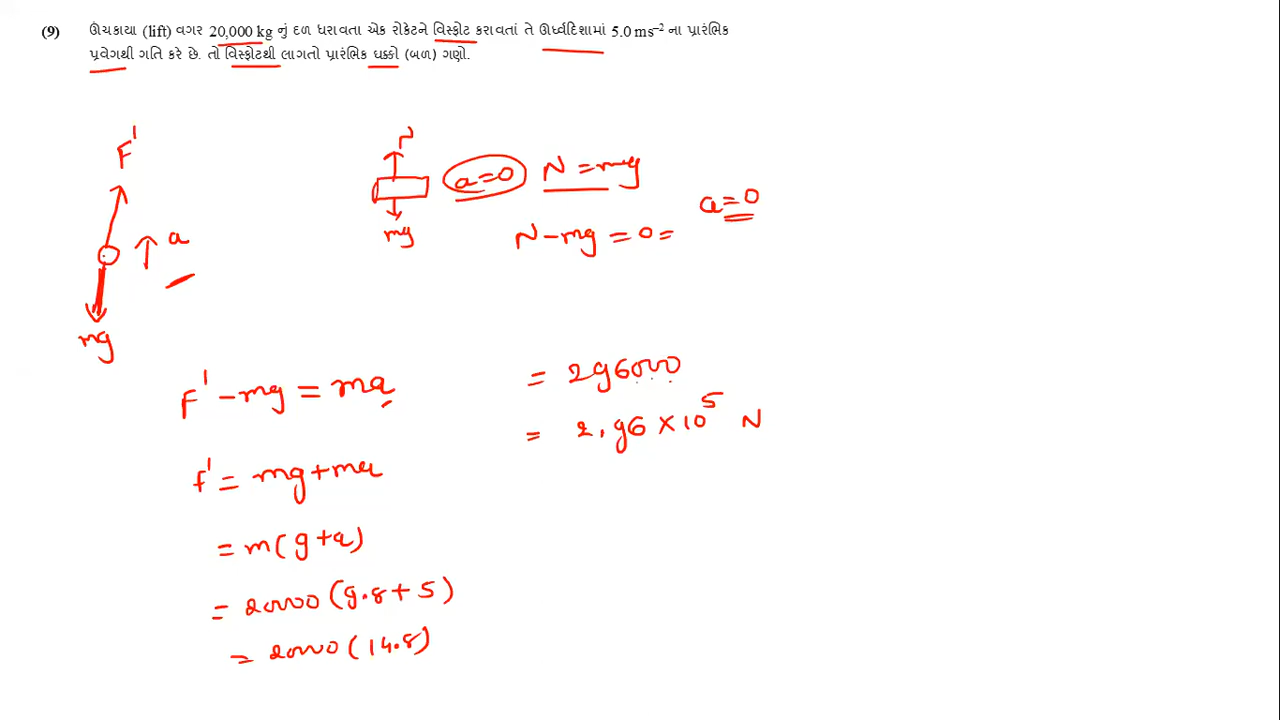 (9) ઊંચકાયા (lift) વગર 20,000 kg નું દળ ધરાવતા એક રોકેટને વિસ્ફોટ કરાવતાં તે ઊર્ધ્વદિશામાં 5.0 ms⁻² ના પ્રારંભિક
પ્રવેગથી ગતિ કરે છે. તો વિસ્ફોટથી લાગતો પ્રારંભિક ધક્કો (બળ) ગણો.
F'
a
mg
N
a=0
mg
N = mg
N-mg = 0 =
a=0
F' - mg = ma
f' = mg+ma
= m(g+a)
= 20000 (9.8+5)
= 20000 (14.8)
= 296000
= 2.96 × 10⁵ N